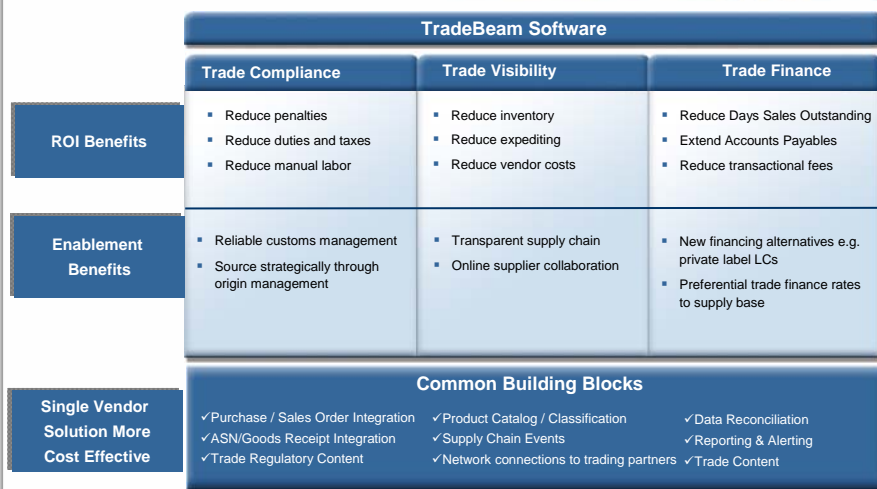 TradeBeam Software
Trade Compliance
Trade Visibility
Trade Finance
ROI Benefits
▪ Reduce penalties
▪ Reduce duties and taxes
▪ Reduce manual labor
▪ Reduce inventory
▪ Reduce expediting
▪ Reduce vendor costs
▪ Reduce Days Sales Outstanding
▪ Extend Accounts Payables
▪ Reduce transactional fees
Enablement
Benefits
▪ Reliable customs management
▪ Source strategically through
origin management
▪ Transparent supply chain
▪ Online supplier collaboration
▪ New financing alternatives e.g.
private label LCs
▪ Preferential trade finance rates
to supply base
Single Vendor
Solution More
Cost Effective
Common Building Blocks
✓Purchase / Sales Order Integration
✓ASN/Goods Receipt Integration
✓Trade Regulatory Content
✓Product Catalog / Classification
✓Supply Chain Events
✓Network connections to trading partners
✓Data Reconciliation
✓Reporting & Alerting
✓Trade Content